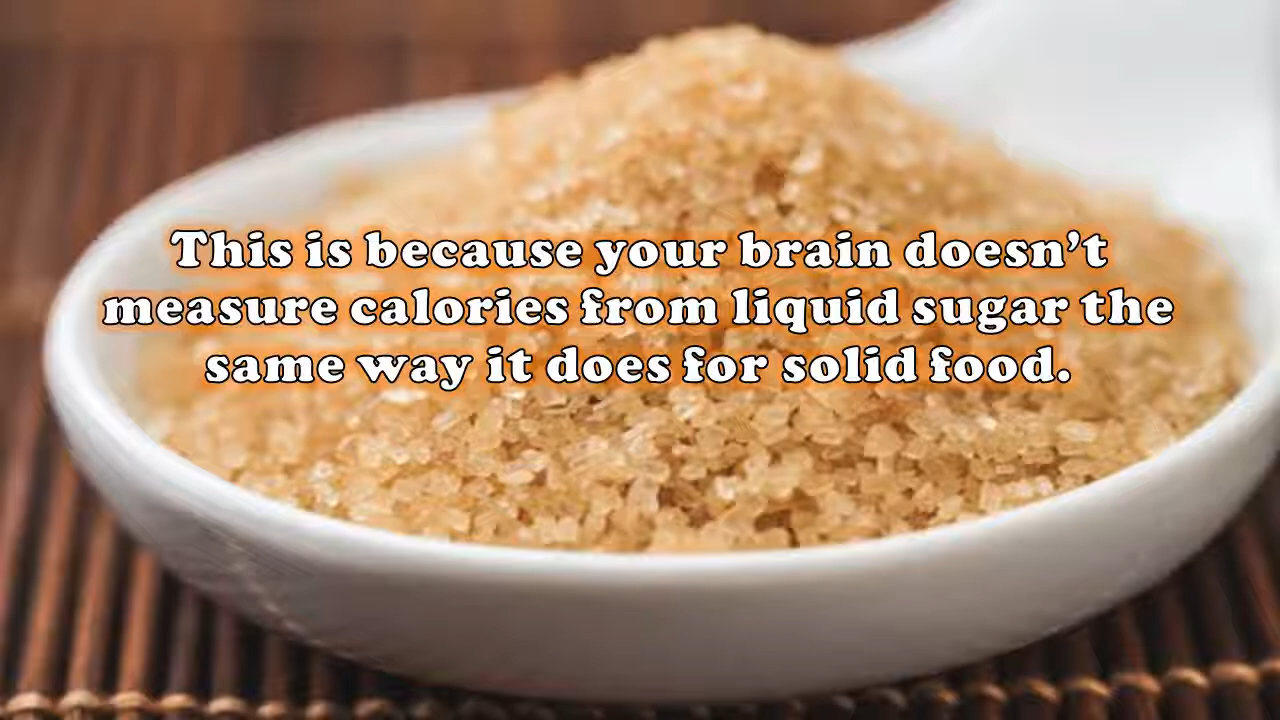 This is because your brain doesn’t
measure calories from liquid sugar the
same way it does for solid food.